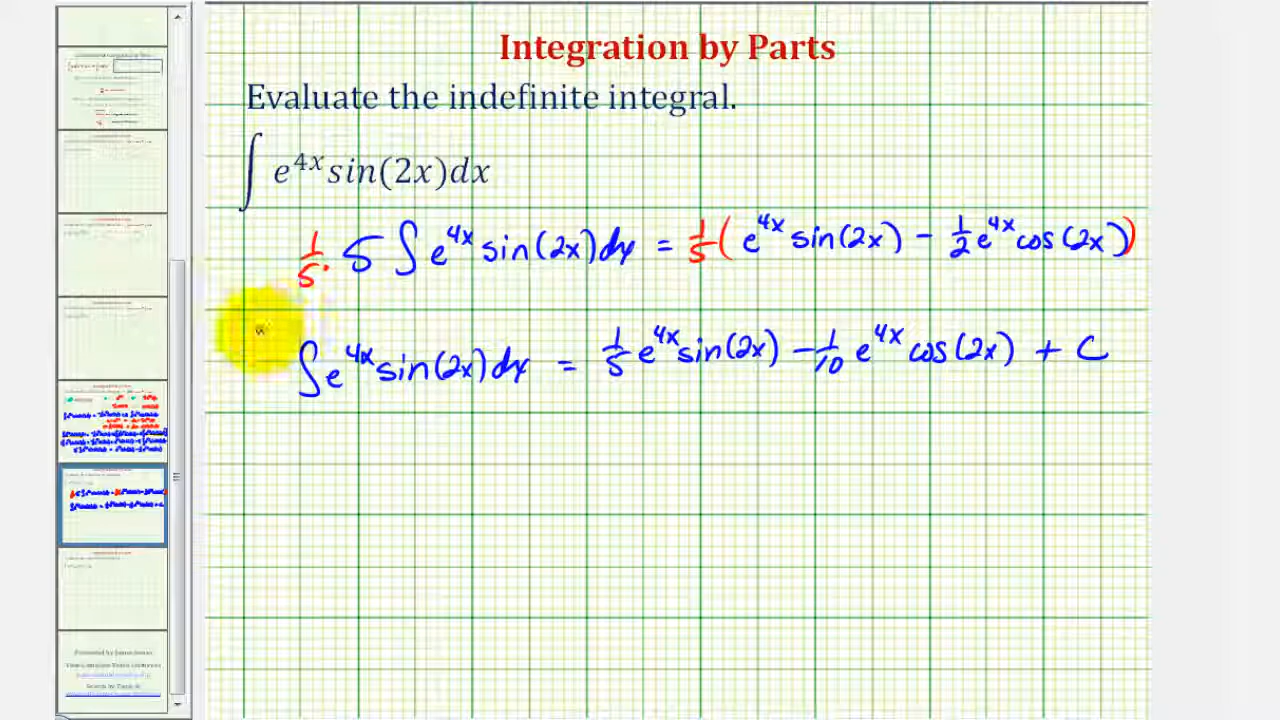 Integration by Parts
Evaluate the indefinite integral.
∫ e^{4x} sin(2x)dx
1/5 · 5 ∫ e^{4x} sin(2x)dx = 1/5 ( e^{4x} sin(2x) - 1/2 e^{4x} cos(2x) )
∫ e^{4x} sin(2x)dx = 1/5 e^{4x} sin(2x) - 1/10 e^{4x} cos(2x) + C